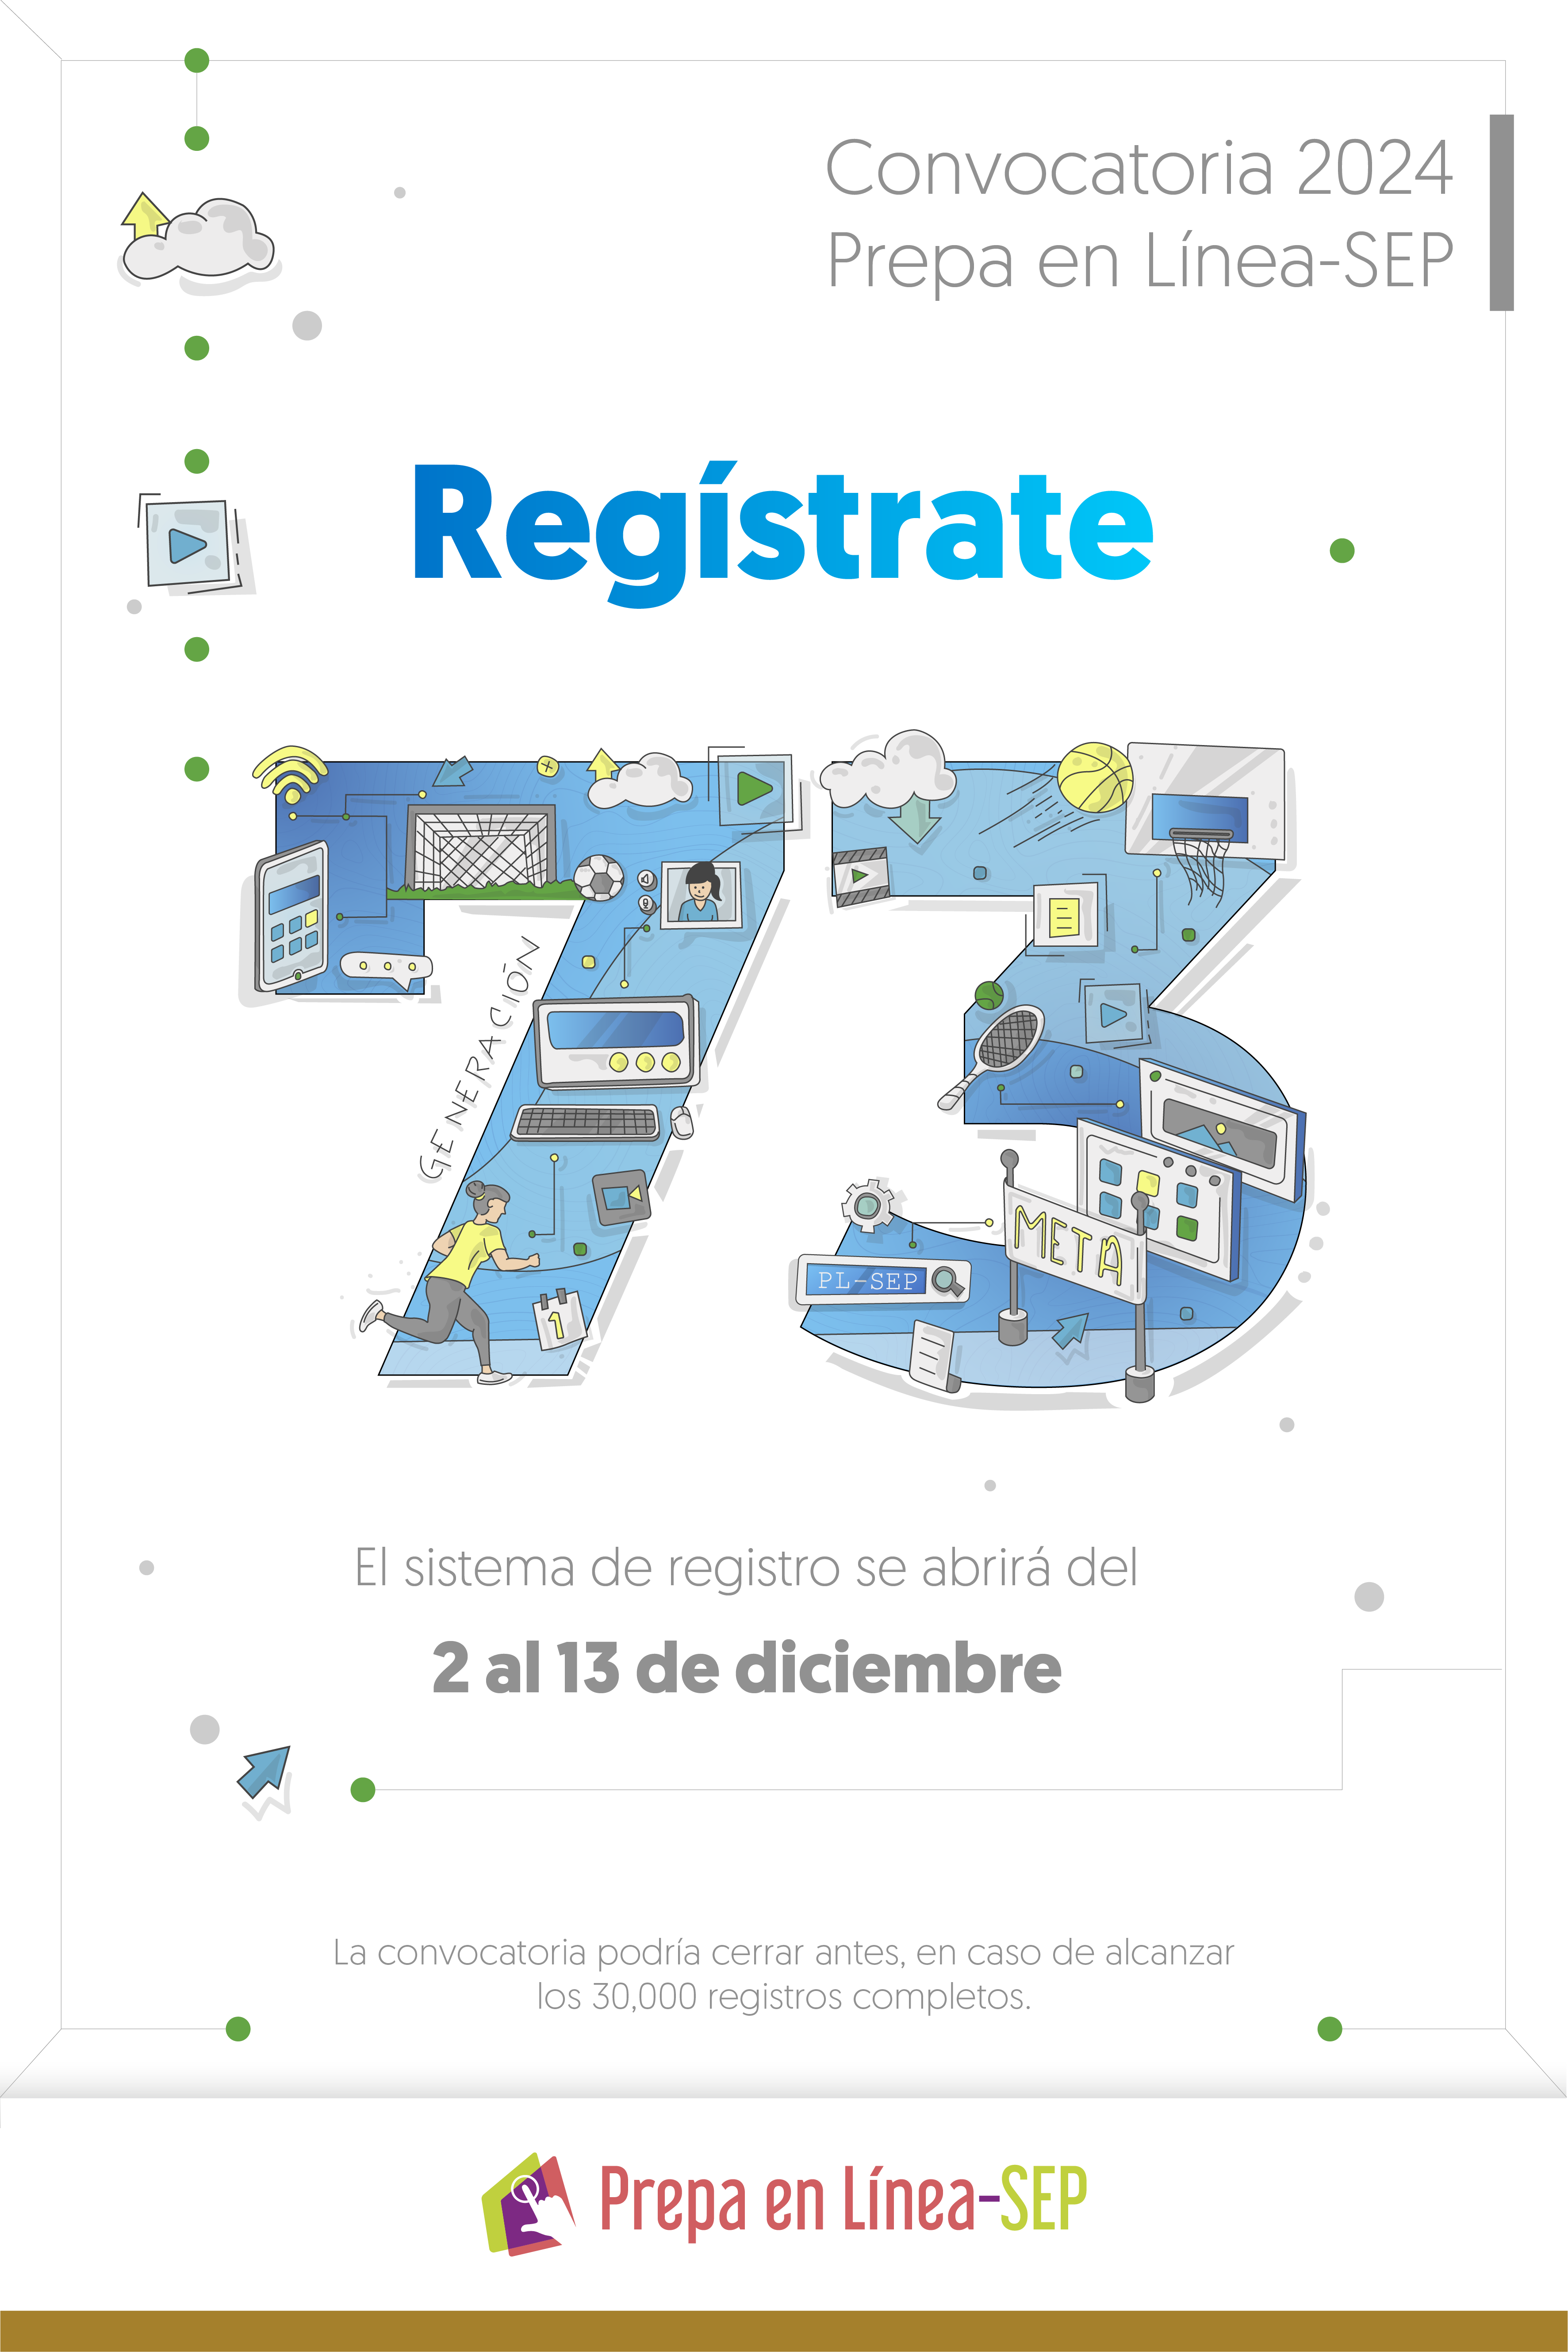 Convocatoria 2024
Prepa en Línea-SEP
Regístrate
73
GENERACIÓN
1
PL-SEP
META
El sistema de registro se abrirá del
2 al 13 de diciembre
La convocatoria podría cerrar antes, en caso de alcanzar
los 30,000 registros completos.
Prepa en Línea-SEP